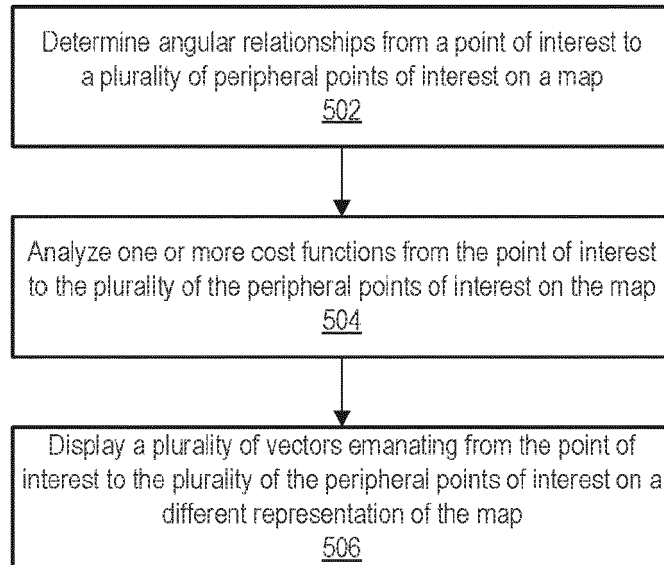 Determine angular relationships from a point of interest to
a plurality of peripheral points of interest on a map
502
Analyze one or more cost functions from the point of interest
to the plurality of the peripheral points of interest on the map
504
Display a plurality of vectors emanating from the point of
interest to the plurality of the peripheral points of interest on a
different representation of the map
506